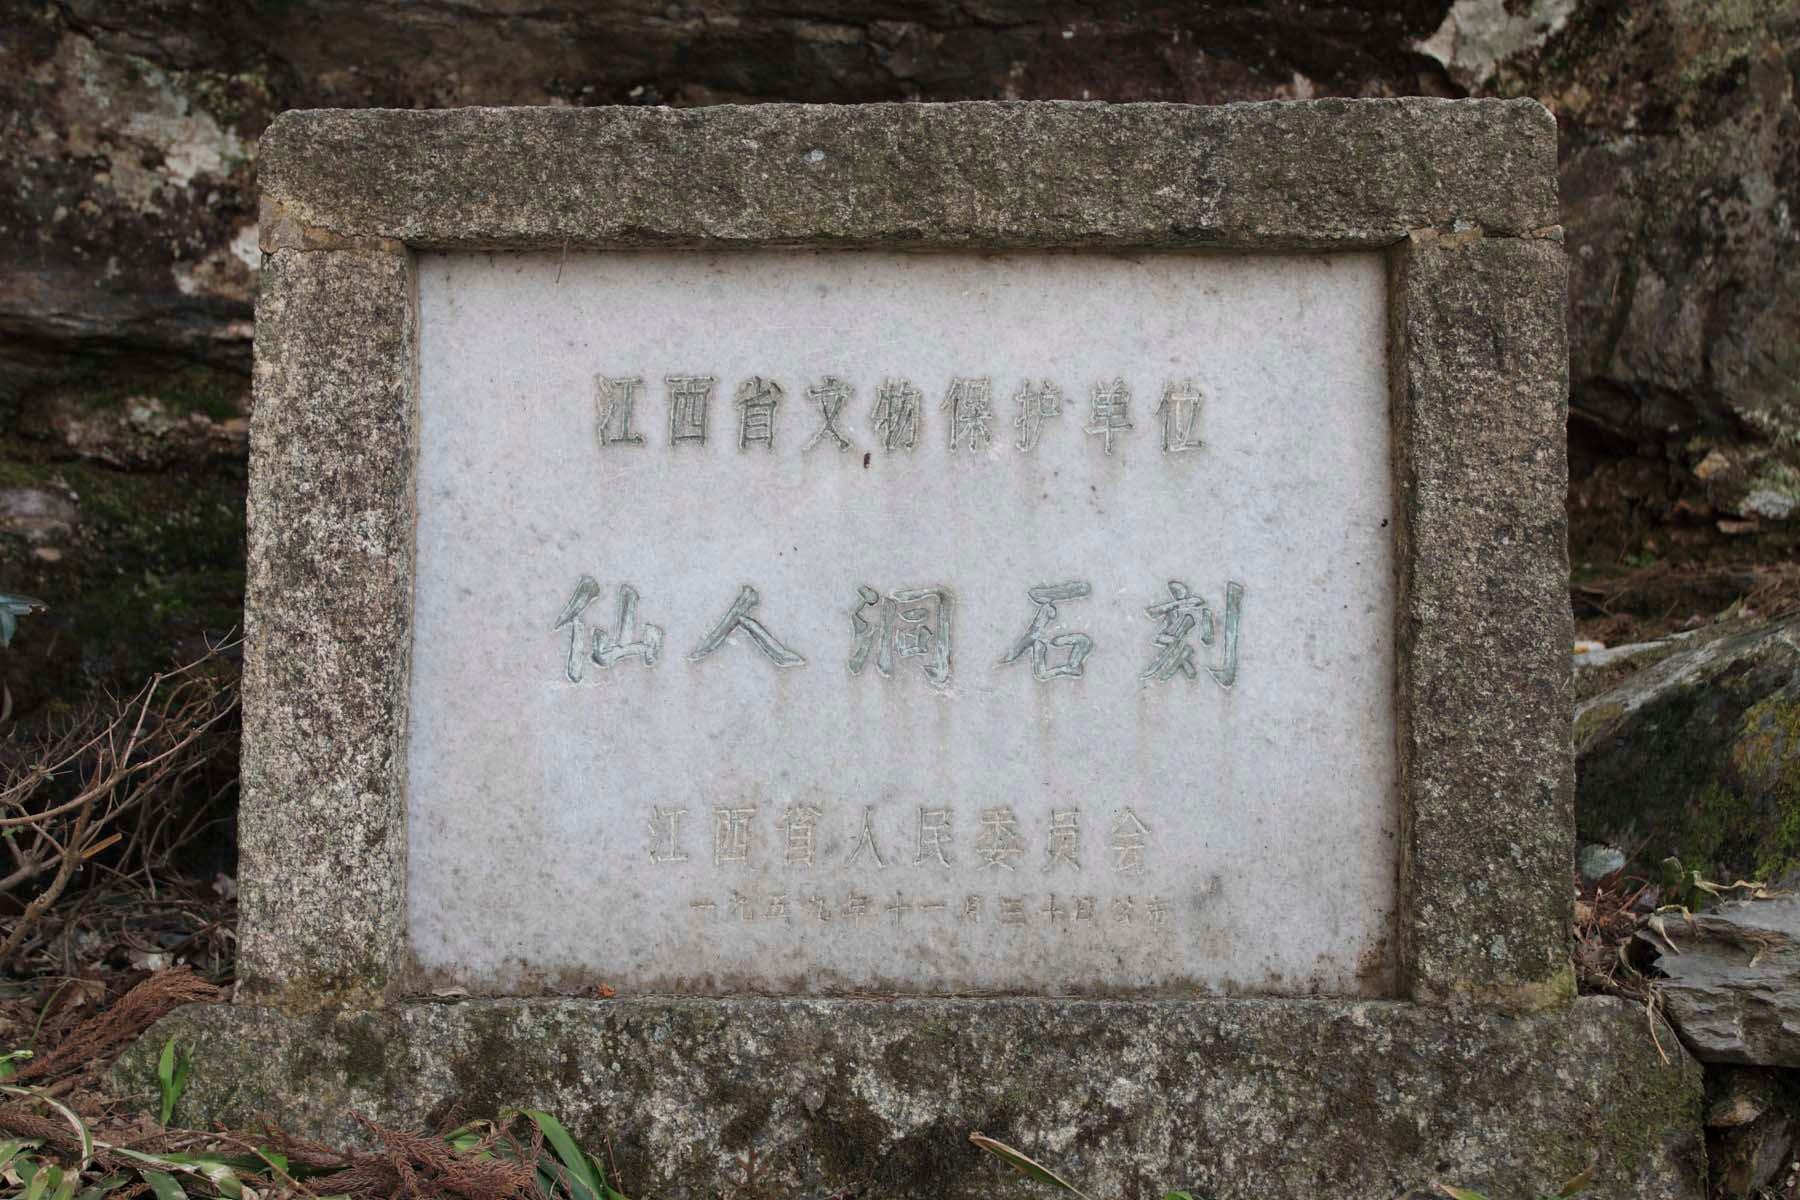 江西省文物保护单位
仙人洞石刻
江西省人民委员会
一九五九年十一月三十日公布